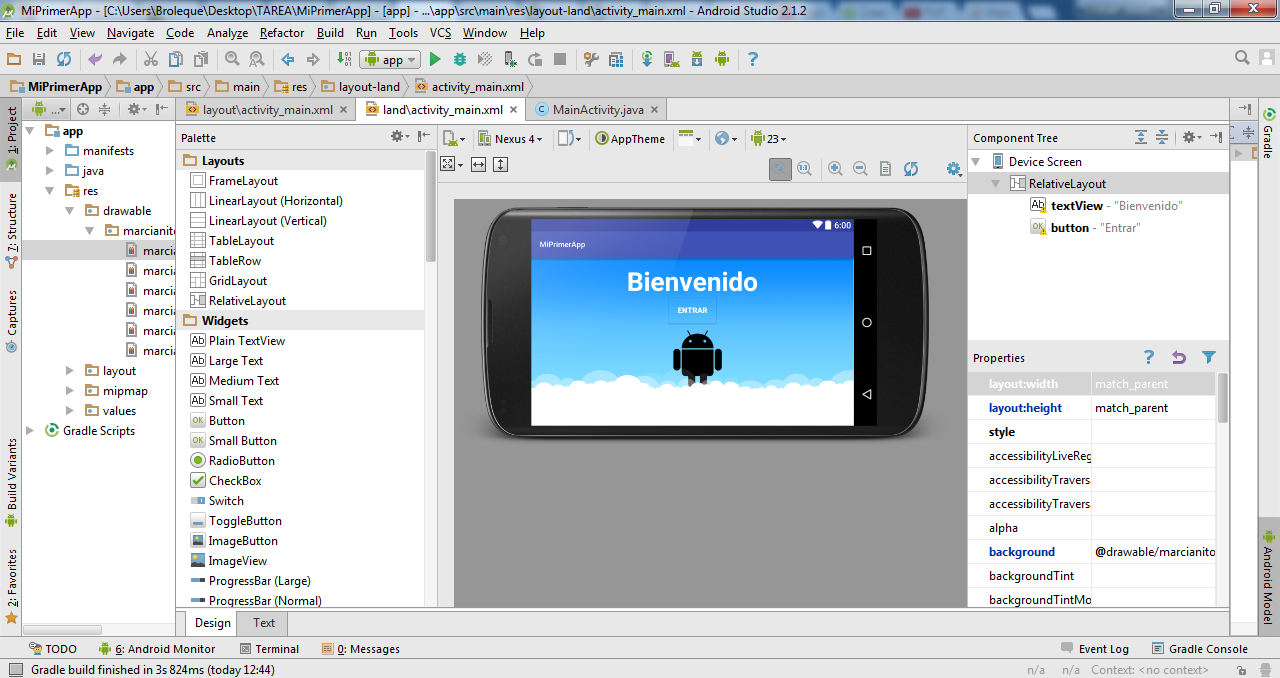 MiPrimerApp - [C:\Users\Broleque\Desktop\TAREA\MiPrimerApp] - [app] - ...\app\src\main\res\layout-land\activity_main.xml - Android Studio 2.1.2
File Edit View Navigate Code Analyze Refactor Build Run Tools VCS Window Help
app
MiPrimerApp app src main res layout-land activity_main.xml
layout\activity_main.xml land\activity_main.xml MainActivity.java
1: Project
7: Structure
Captures
Build Variants
2: Favorites
app
manifests
java
res
drawable
marcianito
marcia
marcia
marcia
marcia
marcia
marcia
layout
mipmap
values
Gradle Scripts
Palette
Layouts
FrameLayout
LinearLayout (Horizontal)
LinearLayout (Vertical)
TableLayout
TableRow
GridLayout
RelativeLayout
Widgets
Ab Plain TextView
Ab Large Text
Ab Medium Text
Ab Small Text
OK Button
OK Small Button
RadioButton
CheckBox
Switch
ToggleButton
ImageButton
ImageView
ProgressBar (Large)
ProgressBar (Normal)
Design Text
Nexus 4 AppTheme 23
6:00
MiPrimerApp
Bienvenido
ENTRAR
Component Tree
Device Screen
RelativeLayout
Ab textView - "Bienvenido"
OK button - "Entrar"
Properties
layout:width match_parent
layout:height match_parent
style
accessibilityLiveReg
accessibilityTravers
accessibilityTravers
alpha
background @drawable/marcianito
backgroundTint
backgroundTintMo
Gradle
Android Model
TODO 6: Android Monitor Terminal 0: Messages Event Log Gradle Console
Gradle build finished in 3s 824ms (today 12:44) n/a n/a Context: <no context>